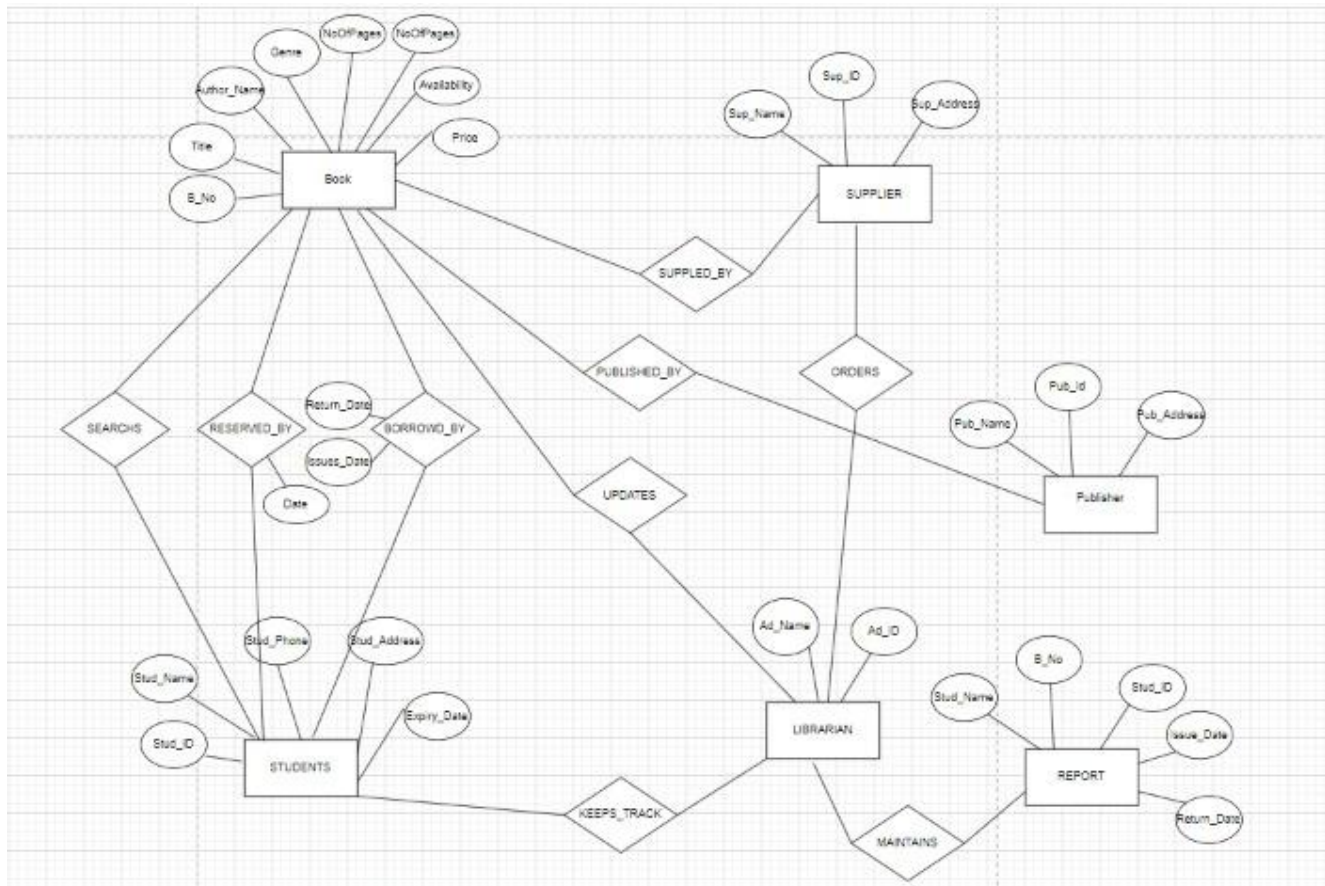 NoOfPages
NoOfPages
Genre
Author_Name
Availability
Title
Price
B_No
Book
Sup_ID
Sup_Name
Sup_Address
SUPPLIER
SUPPLED_BY
PUBLISHED_BY
ORDERS
Pub_Id
Pub_Name
Pub_Address
Publisher
SEARCHS
RESERVED_BY
Return_Date
BORROWD_BY
Issues_Date
Date
UPDATES
Stud_Phone
Stud_Address
Stud_Name
Expiry_Date
Stud_ID
STUDENTS
Ad_Name
Ad_ID
LIBRARIAN
B_No
Stud_Name
Stud_ID
Issue_Date
REPORT
Return_Date
KEEPS_TRACK
MAINTAINS